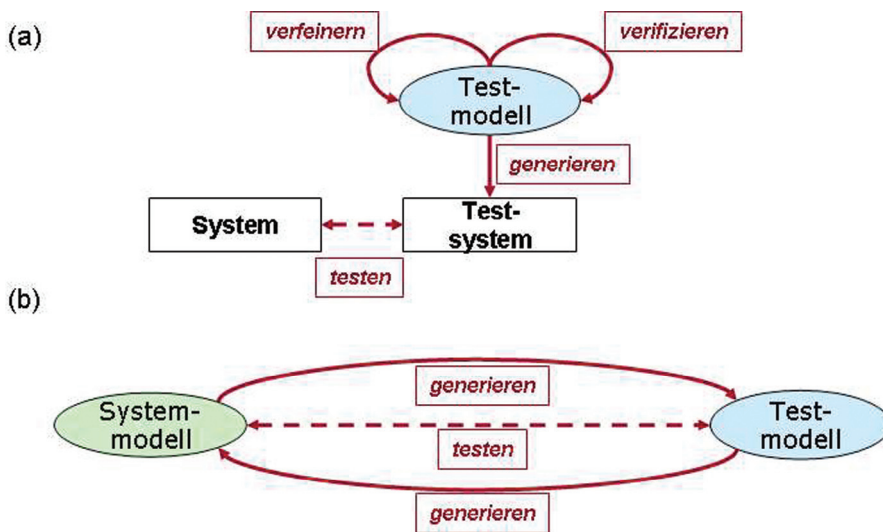 (a)
verfeinern
verifizieren
Test-
modell
generieren
System
Test-
system
testen
(b)
generieren
System-
modell
Test-
modell
testen
generieren